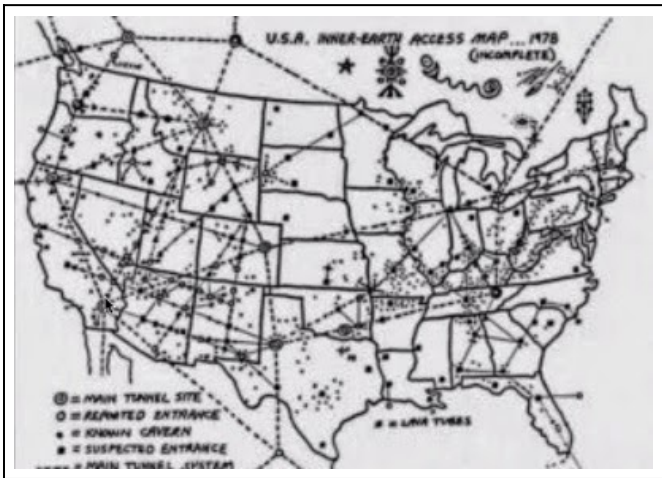 U.S.A. INNER-EARTH ACCESS MAP... 1978
(INCOMPLETE)
= MAIN TUNNEL SITE
= REPORTED ENTRANCE
= KNOWN CAVERN
= SUSPECTED ENTRANCE
= MAIN TUNNEL SYSTEM
= LAVA TUBES